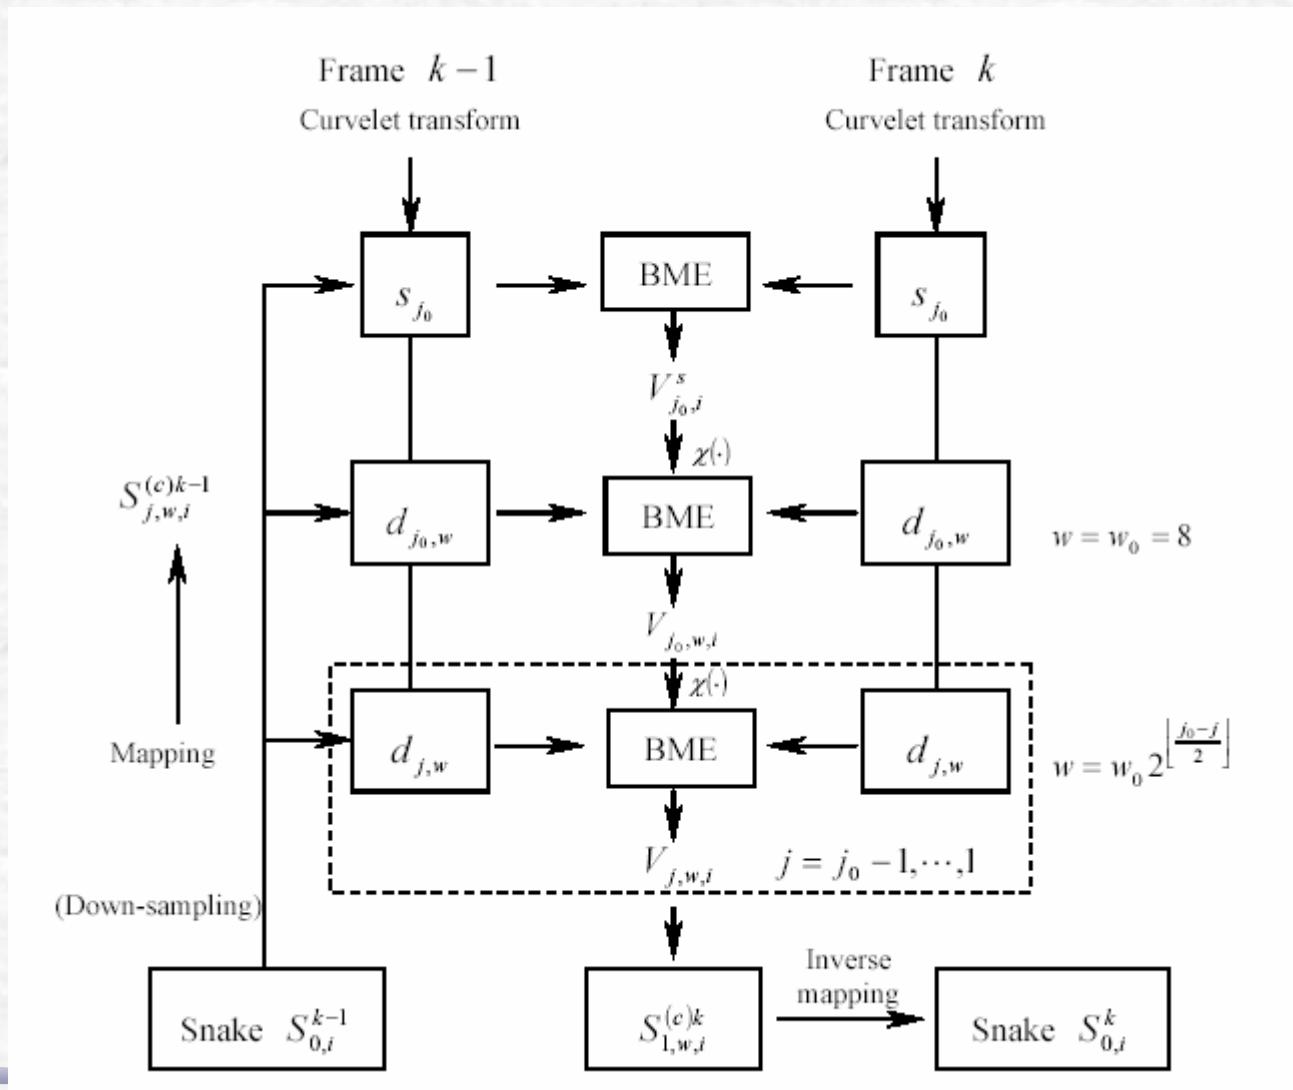 Frame k − 1
Frame k
Curvelet transform
Curvelet transform
s_{j_0}
BME
s_{j_0}
V^{s}_{j_0,i}
χ(·)
S^{(c)k−1}_{j,w,i}
d_{j_0,w}
BME
d_{j_0,w}
w = w_0 = 8
V_{j_0,w,i}
χ(·)
Mapping
d_{j,w}
BME
d_{j,w}
w = w_0 2^{⌊\frac{j_0−j}{2}⌋}
V_{j,w,i}
j = j_0 − 1,⋯,1
(Down-sampling)
Inverse
mapping
Snake S^{k−1}_{0,i}
S^{(c)k}_{1,w,i}
Snake S^{k}_{0,i}